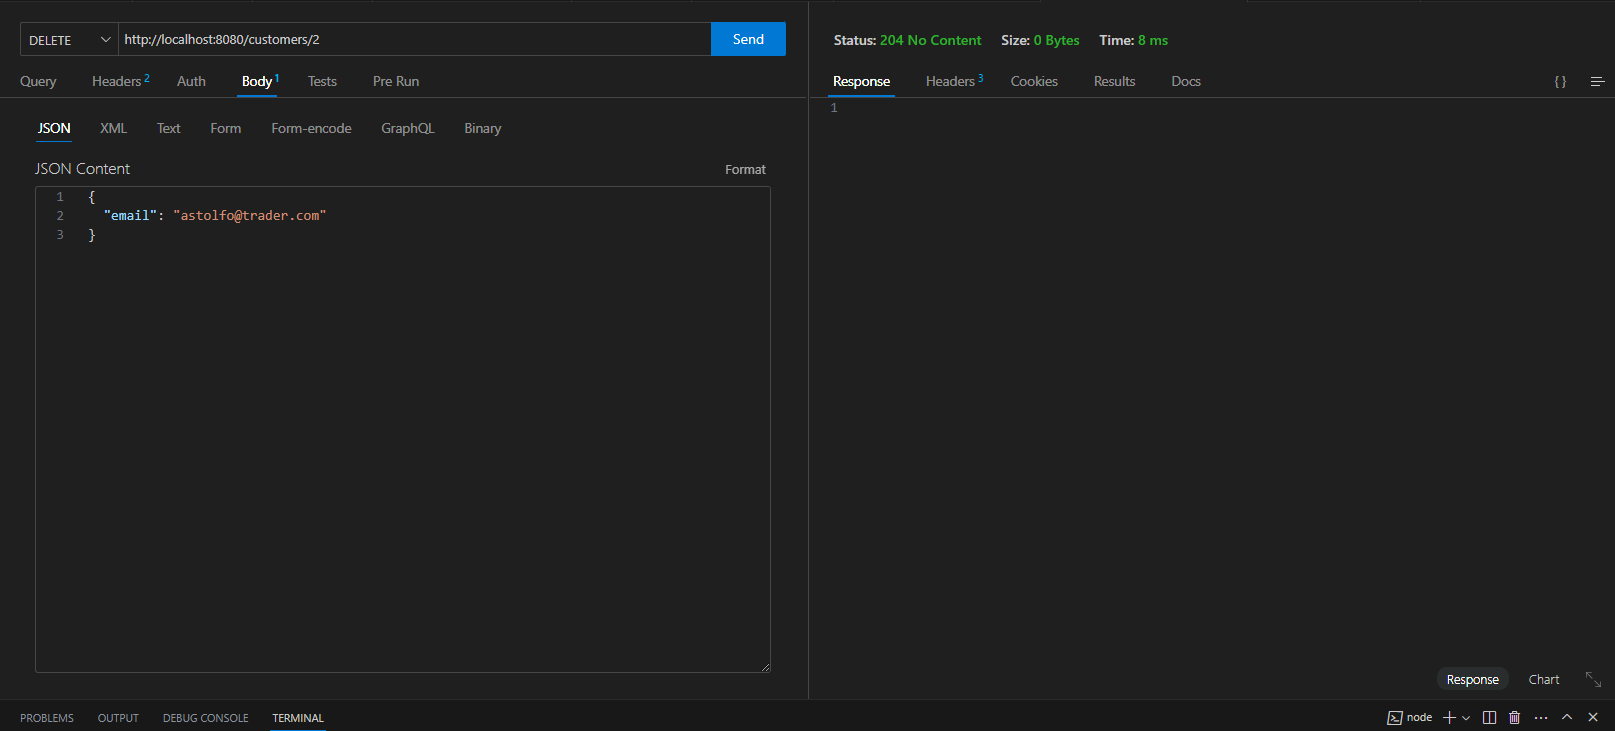 DELETE http://localhost:8080/customers/2 Send
Query Headers 2 Auth Body 1 Tests Pre Run
JSON XML Text Form Form-encode GraphQL Binary
JSON Content Format
1 {
2 "email": "astolfo@trader.com"
3 }
Status: 204 No Content Size: 0 Bytes Time: 8 ms
Response Headers 3 Cookies Results Docs { }
1
Response Chart
PROBLEMS OUTPUT DEBUG CONSOLE TERMINAL node